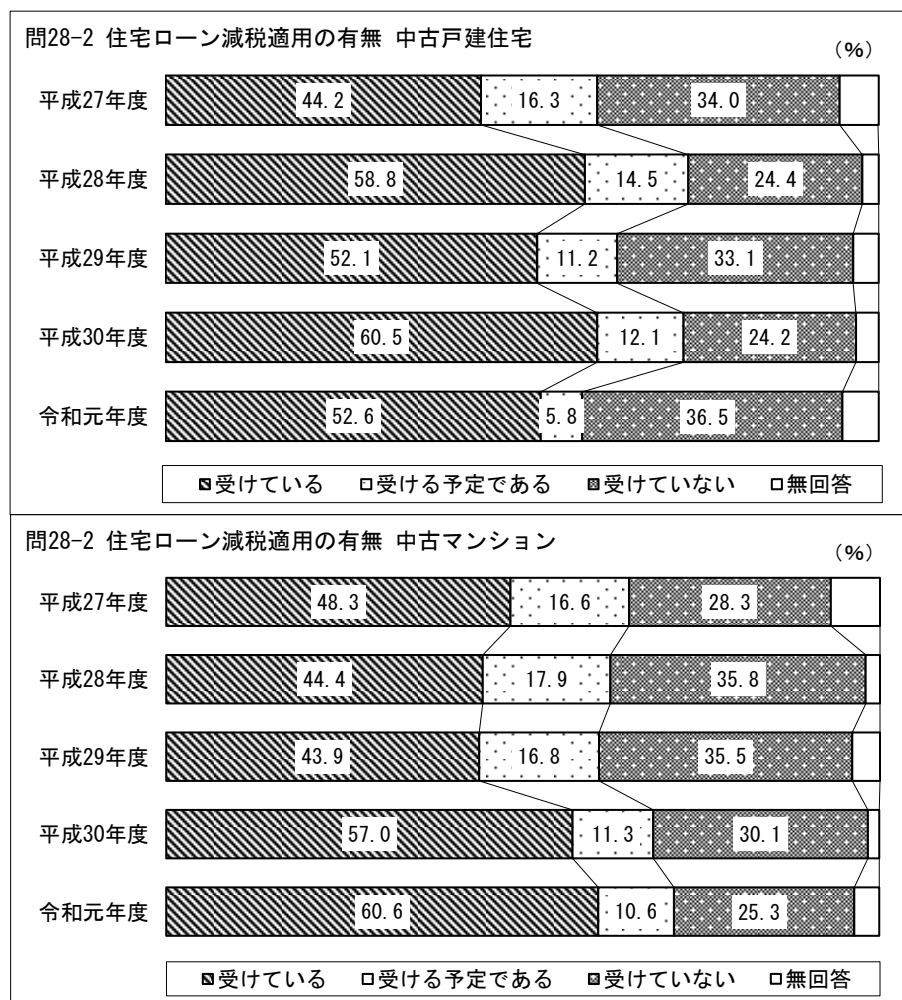 問28-2 住宅ローン減税適用の有無 中古戸建住宅
(%)
平成27年度 44.2 16.3 34.0
平成28年度 58.8 14.5 24.4
平成29年度 52.1 11.2 33.1
平成30年度 60.5 12.1 24.2
令和元年度 52.6 5.8 36.5
受けている 受ける予定である 受けていない 無回答
問28-2 住宅ローン減税適用の有無 中古マンション
(%)
平成27年度 48.3 16.6 28.3
平成28年度 44.4 17.9 35.8
平成29年度 43.9 16.8 35.5
平成30年度 57.0 11.3 30.1
令和元年度 60.6 10.6 25.3
受けている 受ける予定である 受けていない 無回答